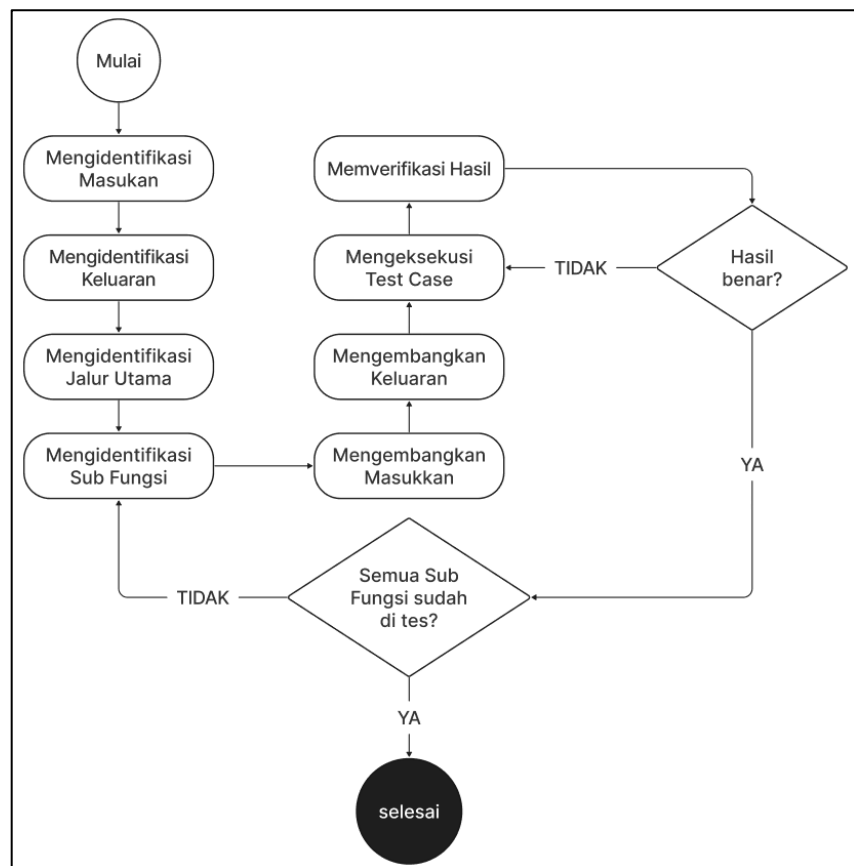 Mulai
Mengidentifikasi
Masukan
Mengidentifikasi
Keluaran
Mengidentifikasi
Jalur Utama
Mengidentifikasi
Sub Fungsi
Mengembangkan
Masukkan
Mengembangkan
Keluaran
Mengeksekusi
Test Case
Memverifikasi Hasil
Hasil
benar?
TIDAK
YA
Semua Sub
Fungsi sudah
di tes?
TIDAK
YA
selesai